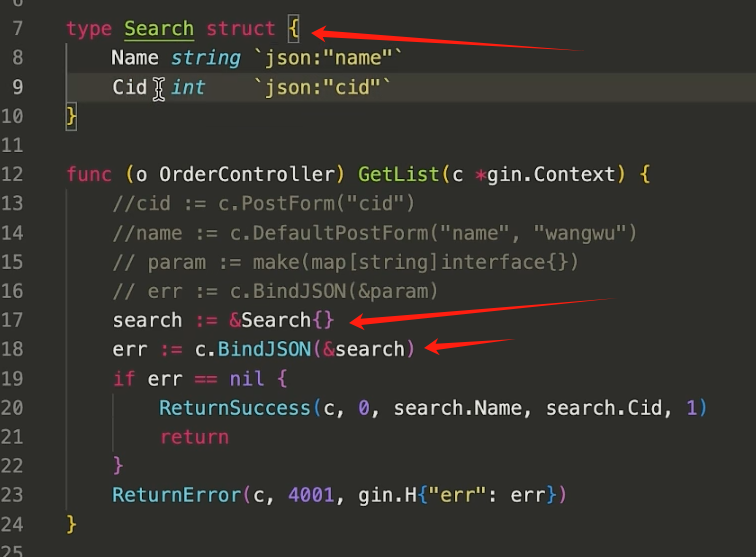 7 type Search struct {
8     Name string `json:"name"`
9     Cid int    `json:"cid"`
10 }
11
12 func (o OrderController) GetList(c *gin.Context) {
13     //cid := c.PostForm("cid")
14     //name := c.DefaultPostForm("name", "wangwu")
15     // param := make(map[string]interface{})
16     // err := c.BindJSON(&param)
17     search := &Search{}
18     err := c.BindJSON(&search)
19     if err == nil {
20         ReturnSuccess(c, 0, search.Name, search.Cid, 1)
21         return
22     }
23     ReturnError(c, 4001, gin.H{"err": err})
24 }
25